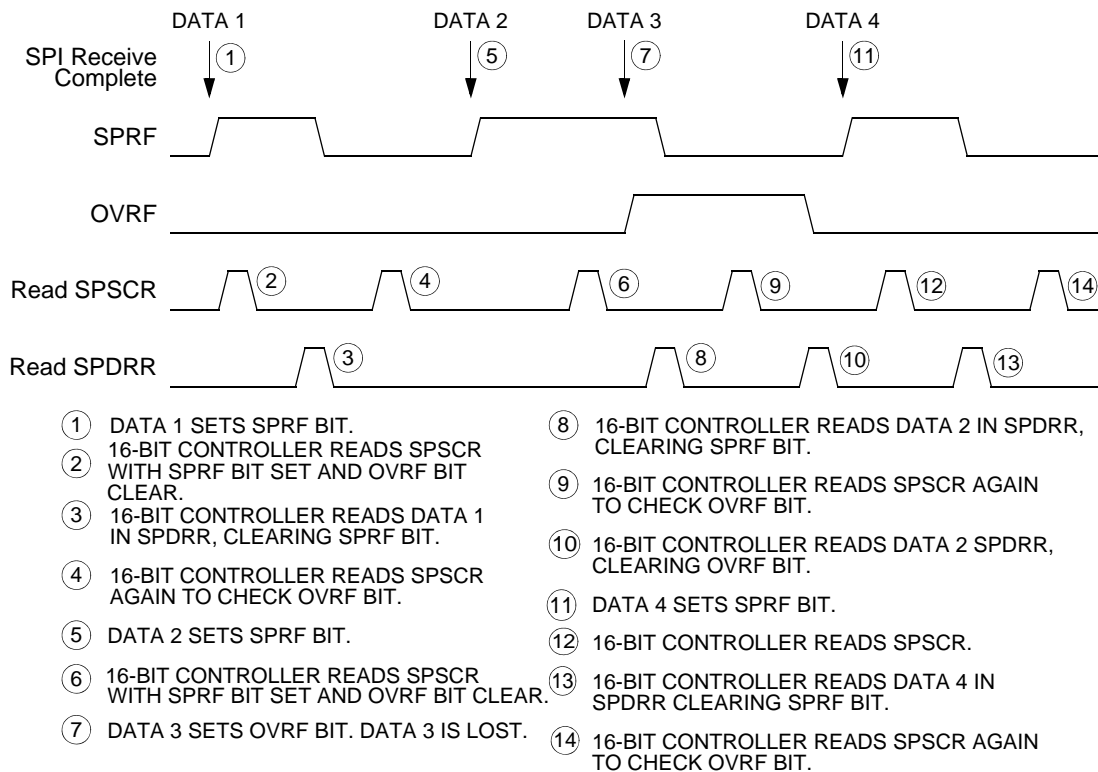 DATA 1 DATA 2 DATA 3 DATA 4
SPI Receive
Complete
1 5 7 11
SPRF
OVRF
Read SPSCR 2 4 6 9 12 14
Read SPDRR 3 8 10 13
1 DATA 1 SETS SPRF BIT.
2 16-BIT CONTROLLER READS SPSCR
WITH SPRF BIT SET AND OVRF BIT
CLEAR.
3 16-BIT CONTROLLER READS DATA 1
IN SPDRR, CLEARING SPRF BIT.
4 16-BIT CONTROLLER READS SPSCR
AGAIN TO CHECK OVRF BIT.
5 DATA 2 SETS SPRF BIT.
6 16-BIT CONTROLLER READS SPSCR
WITH SPRF BIT SET AND OVRF BIT CLEAR.
7 DATA 3 SETS OVRF BIT. DATA 3 IS LOST.
8 16-BIT CONTROLLER READS DATA 2 IN SPDRR,
CLEARING SPRF BIT.
9 16-BIT CONTROLLER READS SPSCR AGAIN
TO CHECK OVRF BIT.
10 16-BIT CONTROLLER READS DATA 2 SPDRR,
CLEARING OVRF BIT.
11 DATA 4 SETS SPRF BIT.
12 16-BIT CONTROLLER READS SPSCR.
13 16-BIT CONTROLLER READS DATA 4 IN
SPDRR CLEARING SPRF BIT.
14 16-BIT CONTROLLER READS SPSCR AGAIN
TO CHECK OVRF BIT.